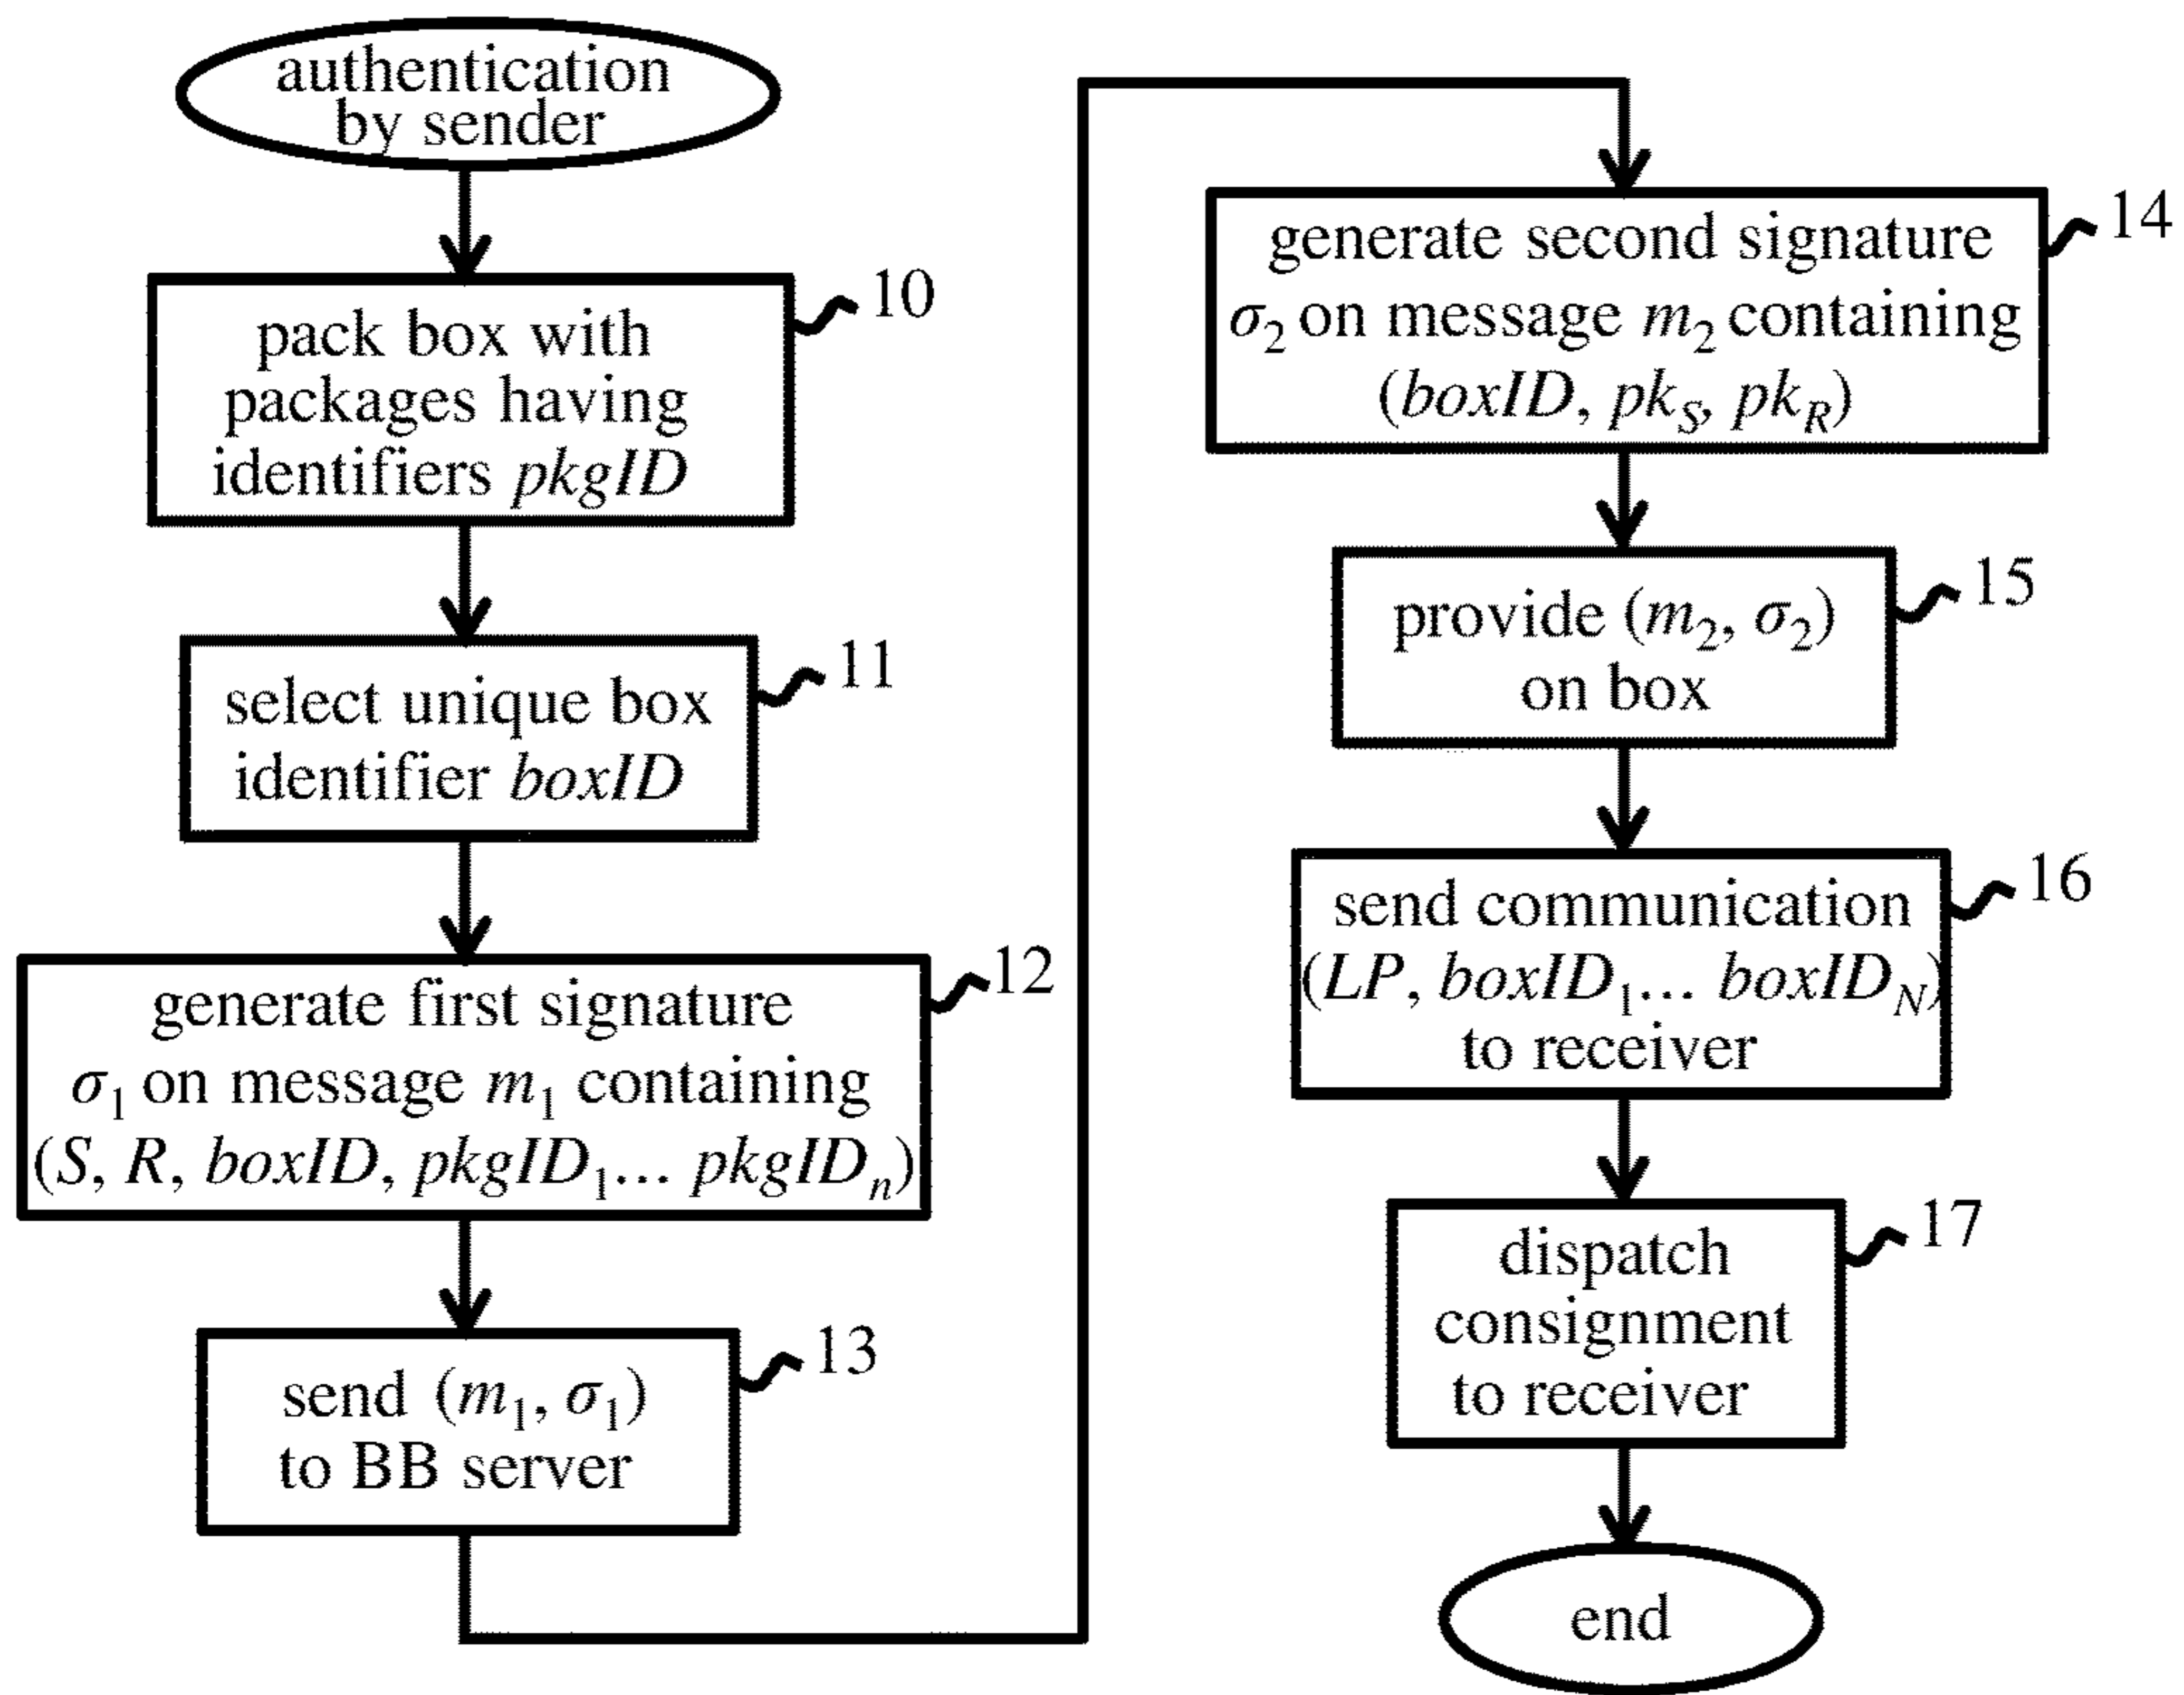 authentication
by sender
pack box with
packages having
identifiers pkgID
10
select unique box
identifier boxID
11
generate first signature
σ₁ on message m₁ containing
(S, R, boxID, pkgID₁... pkgIDₙ)
12
send (m₁, σ₁)
to BB server
13
generate second signature
σ₂ on message m₂ containing
(boxID, pk_S, pk_R)
14
provide (m₂, σ₂)
on box
15
send communication
(LP, boxID₁... boxID_N)
to receiver
16
dispatch
consignment
to receiver
17
end